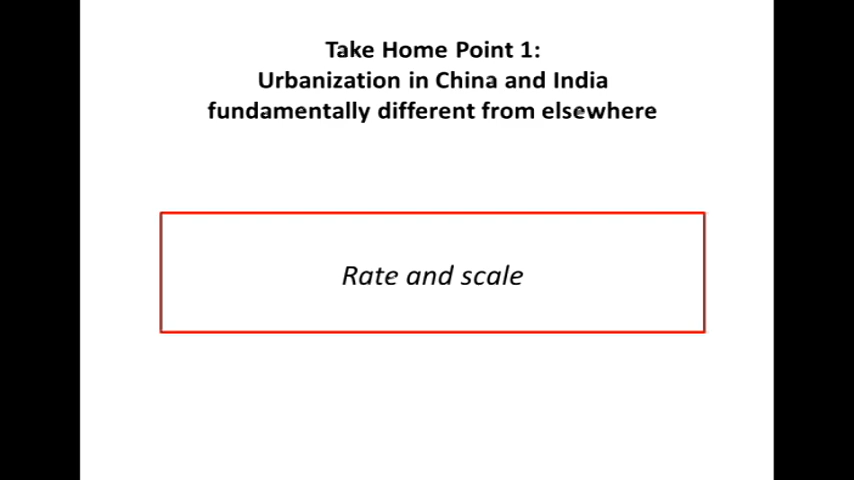 Take Home Point 1:
Urbanization in China and India
fundamentally different from elsewhere
Rate and scale